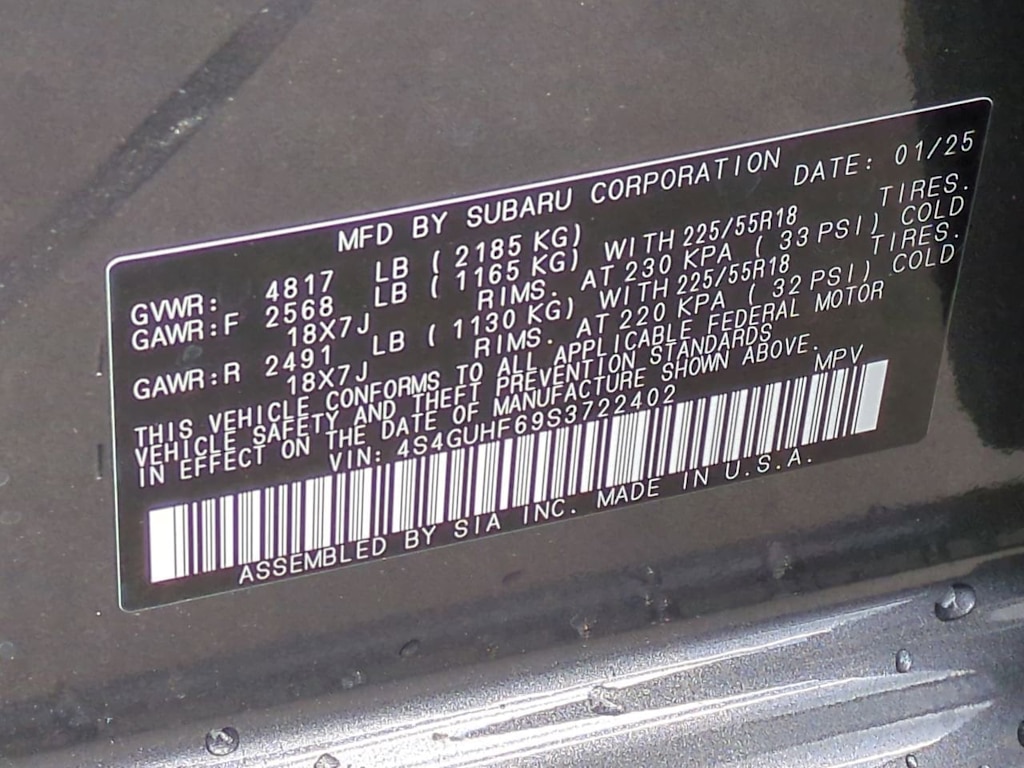 MFD BY SUBARU CORPORATION DATE: 01/25
GVWR: 4817 LB ( 2185 KG)
GAWR:F 2568 LB ( 1165 KG) WITH 225/55R18 TIRES.
18X7J RIMS. AT 230 KPA ( 33 PSI) COLD
GAWR:R 2491 LB ( 1130 KG) WITH 225/55R18 TIRES.
18X7J RIMS. AT 220 KPA ( 32 PSI) COLD
THIS VEHICLE CONFORMS TO ALL APPLICABLE FEDERAL MOTOR
VEHICLE SAFETY AND THEFT PREVENTION STANDARDS
IN EFFECT ON THE DATE OF MANUFACTURE SHOWN ABOVE.
VIN: 4S4GUHF69S3722402 MPV
ASSEMBLED BY SIA INC. MADE IN U.S.A.